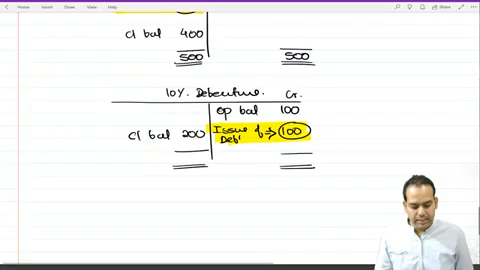 Home Insert Draw View
Share
Cl bal 400
500 500
10%. Debenture. Cr.
Op bal 100
Cl bal 200 Issue of → 100
Deb'